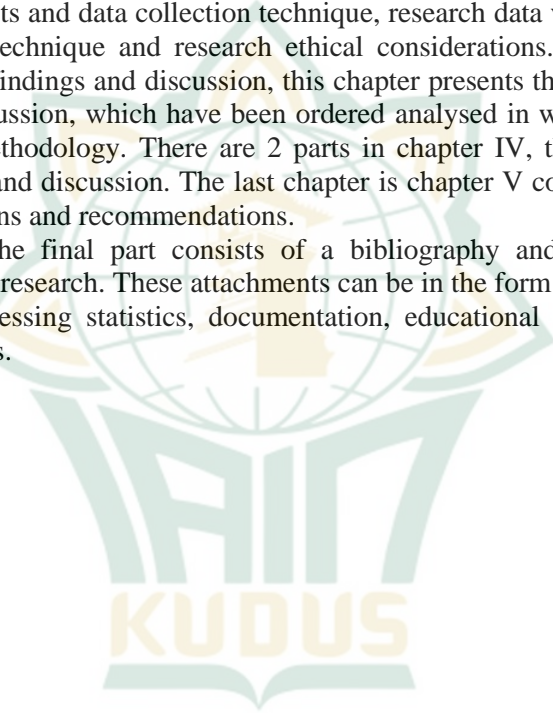 ts and data collection technique, research data
echnique and research ethical considerations.
indings and discussion, this chapter presents th
ussion, which have been ordered analysed in w
ethodology. There are 2 parts in chapter IV, t
and discussion. The last chapter is chapter V co
ns and recommendations.
he final part consists of a bibliography and
research. These attachments can be in the form
essing statistics, documentation, educational
s.
IAIN
KUDUS